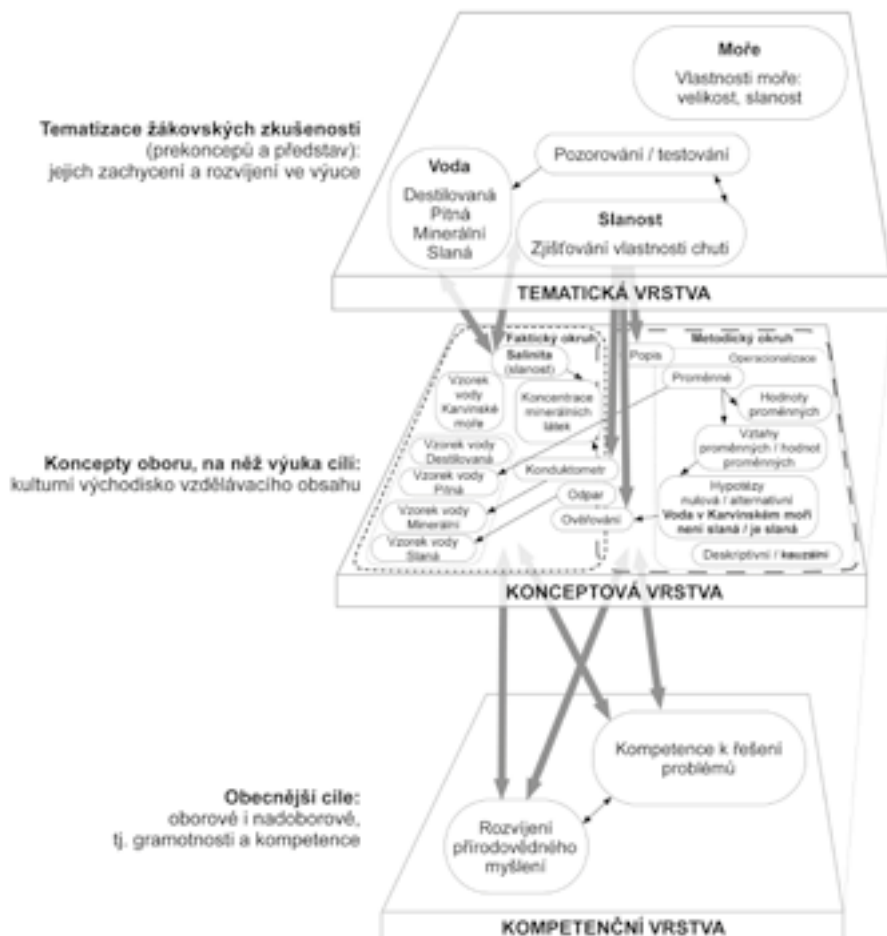 Moře
Vlastnosti moře:
velikost, slanost
Tematizace žákovských zkušeností
(prekonceptů a představ):
jejich zachycení a rozvíjení ve výuce
Pozorování / testování
Voda
Destilovaná
Pitná
Minerální
Slaná
Slanost
Zjišťování vlastnosti chuti
TEMATICKÁ VRSTVA
Koncepty oboru, na něž výuka cílí:
kulturní východisko vzdělávacího obsahu
Faktický okruh
Salinita
(slanost)
Vzorek
vody
Karvinské
moře
Koncentrace
minerálních
látek
Vzorek vody
Destilovaná
Vzorek vody
Pitná
Vzorek vody
Minerální
Vzorek vody
Slaná
Konduktometr
Odpar
Ověřování
Metodický okruh
Popis
Operacionalizace
Proměnné
Hodnoty
proměnných
Vztahy
proměnných / hodnot
proměnných
Hypotézy
nulová / alternativní
Voda v Karvinském moři
není slaná / je slaná
Deskriptivní / kauzální
KONCEPTOVÁ VRSTVA
Obecnější cíle:
oborové i nadoborové,
tj. gramotnosti a kompetence
Kompetence k řešení
problémů
Rozvíjení
přírodovědného
myšlení
KOMPETENČNÍ VRSTVA